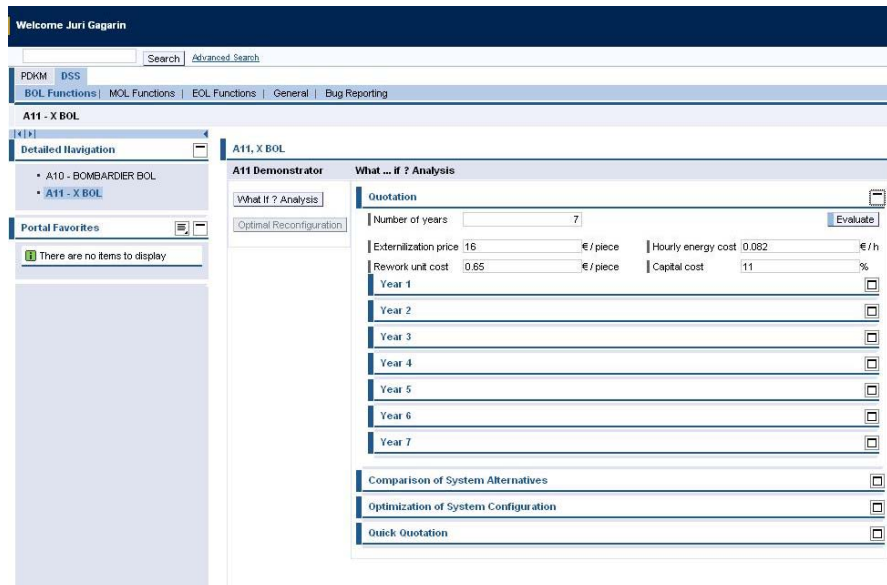 Welcome Juri Gagarin
Search Advanced Search
PDKM DSS
BOL Functions | MOL Functions | EOL Functions | General | Bug Reporting
A11 - X BOL
Detailed Navigation
• A10 - BOMBARDIER BOL
• A11 - X BOL
Portal Favorites
There are no items to display
A11, X BOL
A11 Demonstrator
What If ? Analysis
Optimal Reconfiguration
What ... if ? Analysis
Quotation
Number of years 7 Evaluate
Externilization price 16 € / piece Hourly energy cost 0.082 € / h
Rework unit cost 0.65 € / piece Capital cost 11 %
Year 1
Year 2
Year 3
Year 4
Year 5
Year 6
Year 7
Comparison of System Alternatives
Optimization of System Configuration
Quick Quotation